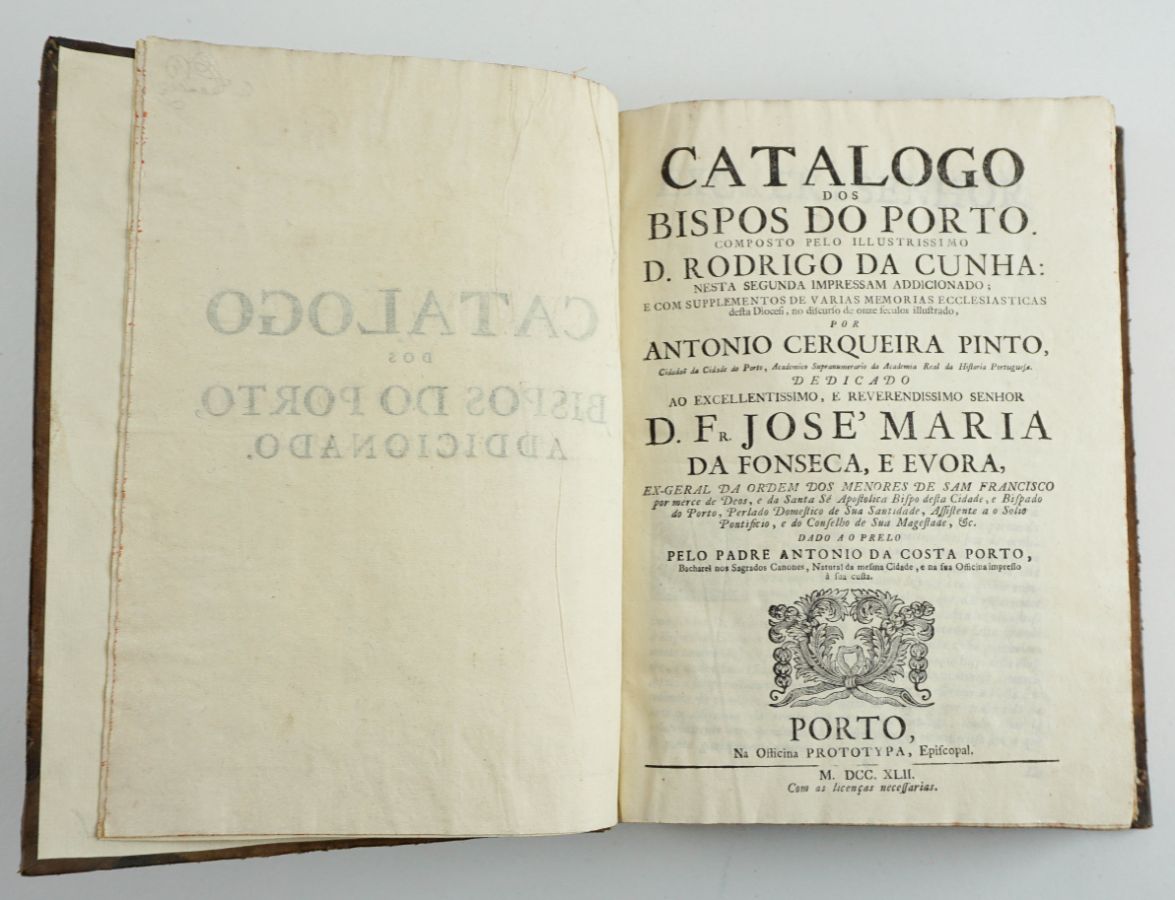 CATALOGO
DOS
BISPOS DO PORTO,
ADDICIONADO.
CATALOGO
DOS
BISPOS DO PORTO.
COMPOSTO PELO ILLUSTRISSIMO
D. RODRIGO DA CUNHA:
NESTA SEGUNDA IMPRESSAM ADDICIONADO;
E COM SUPPLEMENTOS DE VARIAS MEMORIAS ECCLESIASTICAS
desta Diocesi, no discurso de onze seculos illustrado,
POR
ANTONIO CERQUEIRA PINTO,
Cidadaõ da Cidade do Porto, Academico Supranumerario da Academia Real da Historia Portugueza.
DEDICADO
AO EXCELLENTISSIMO, E REVERENDISSIMO SENHOR
D. Fr. JOSE' MARIA
DA FONSECA, E EVORA,
EX-GERAL DA ORDEM DOS MENORES DE SAM FRANCISCO
por merce de Deos, e da Santa Sé Apostolica Bispo desta Cidade, e Bispado
do Porto, Perlado Domestico de Sua Santidade, Assistente ao Solio
Pontificio, e do Conselho de Sua Magestade, &c.
DADO AO PRELO
PELO PADRE ANTONIO DA COSTA PORTO,
Bacharel nos Sagrados Canones, Natural da mesma Cidade, e na sua Officina impresso
à sua custa.
PORTO,
Na Officina PROTOTYPA, Episcopal.
M. DCC. XLII.
Com as licenças necessarias.